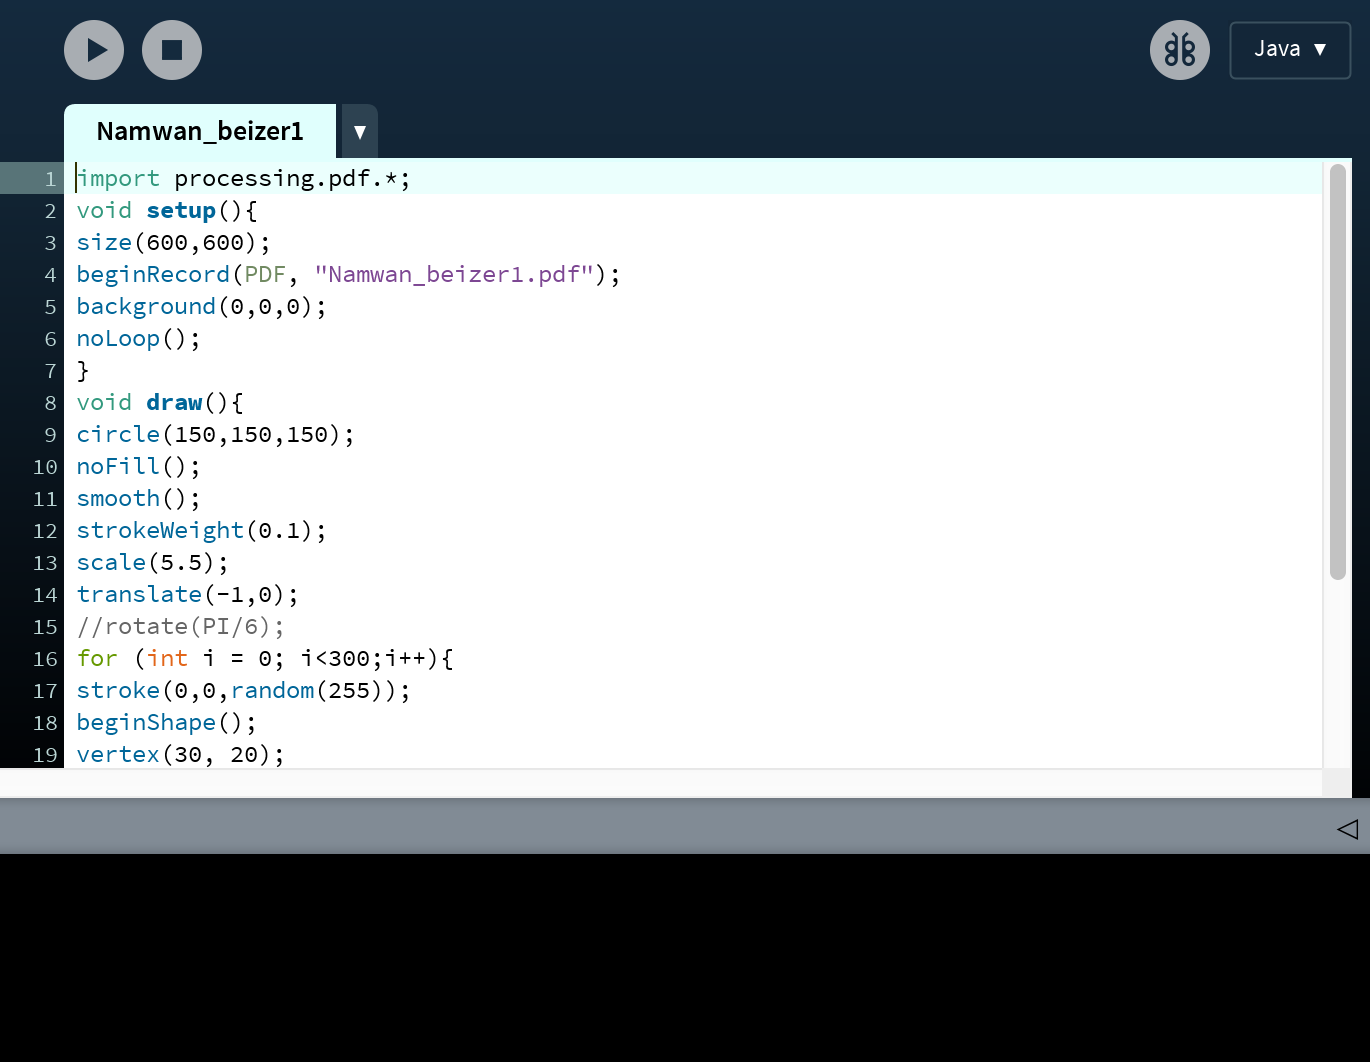 Java ▼
Namwan_beizer1 ▼
1 import processing.pdf.*;
2 void setup(){
3 size(600,600);
4 beginRecord(PDF, "Namwan_beizer1.pdf");
5 background(0,0,0);
6 noLoop();
7 }
8 void draw(){
9 circle(150,150,150);
10 noFill();
11 smooth();
12 strokeWeight(0.1);
13 scale(5.5);
14 translate(-1,0);
15 //rotate(PI/6);
16 for (int i = 0; i<300;i++){
17 stroke(0,0,random(255));
18 beginShape();
19 vertex(30, 20);